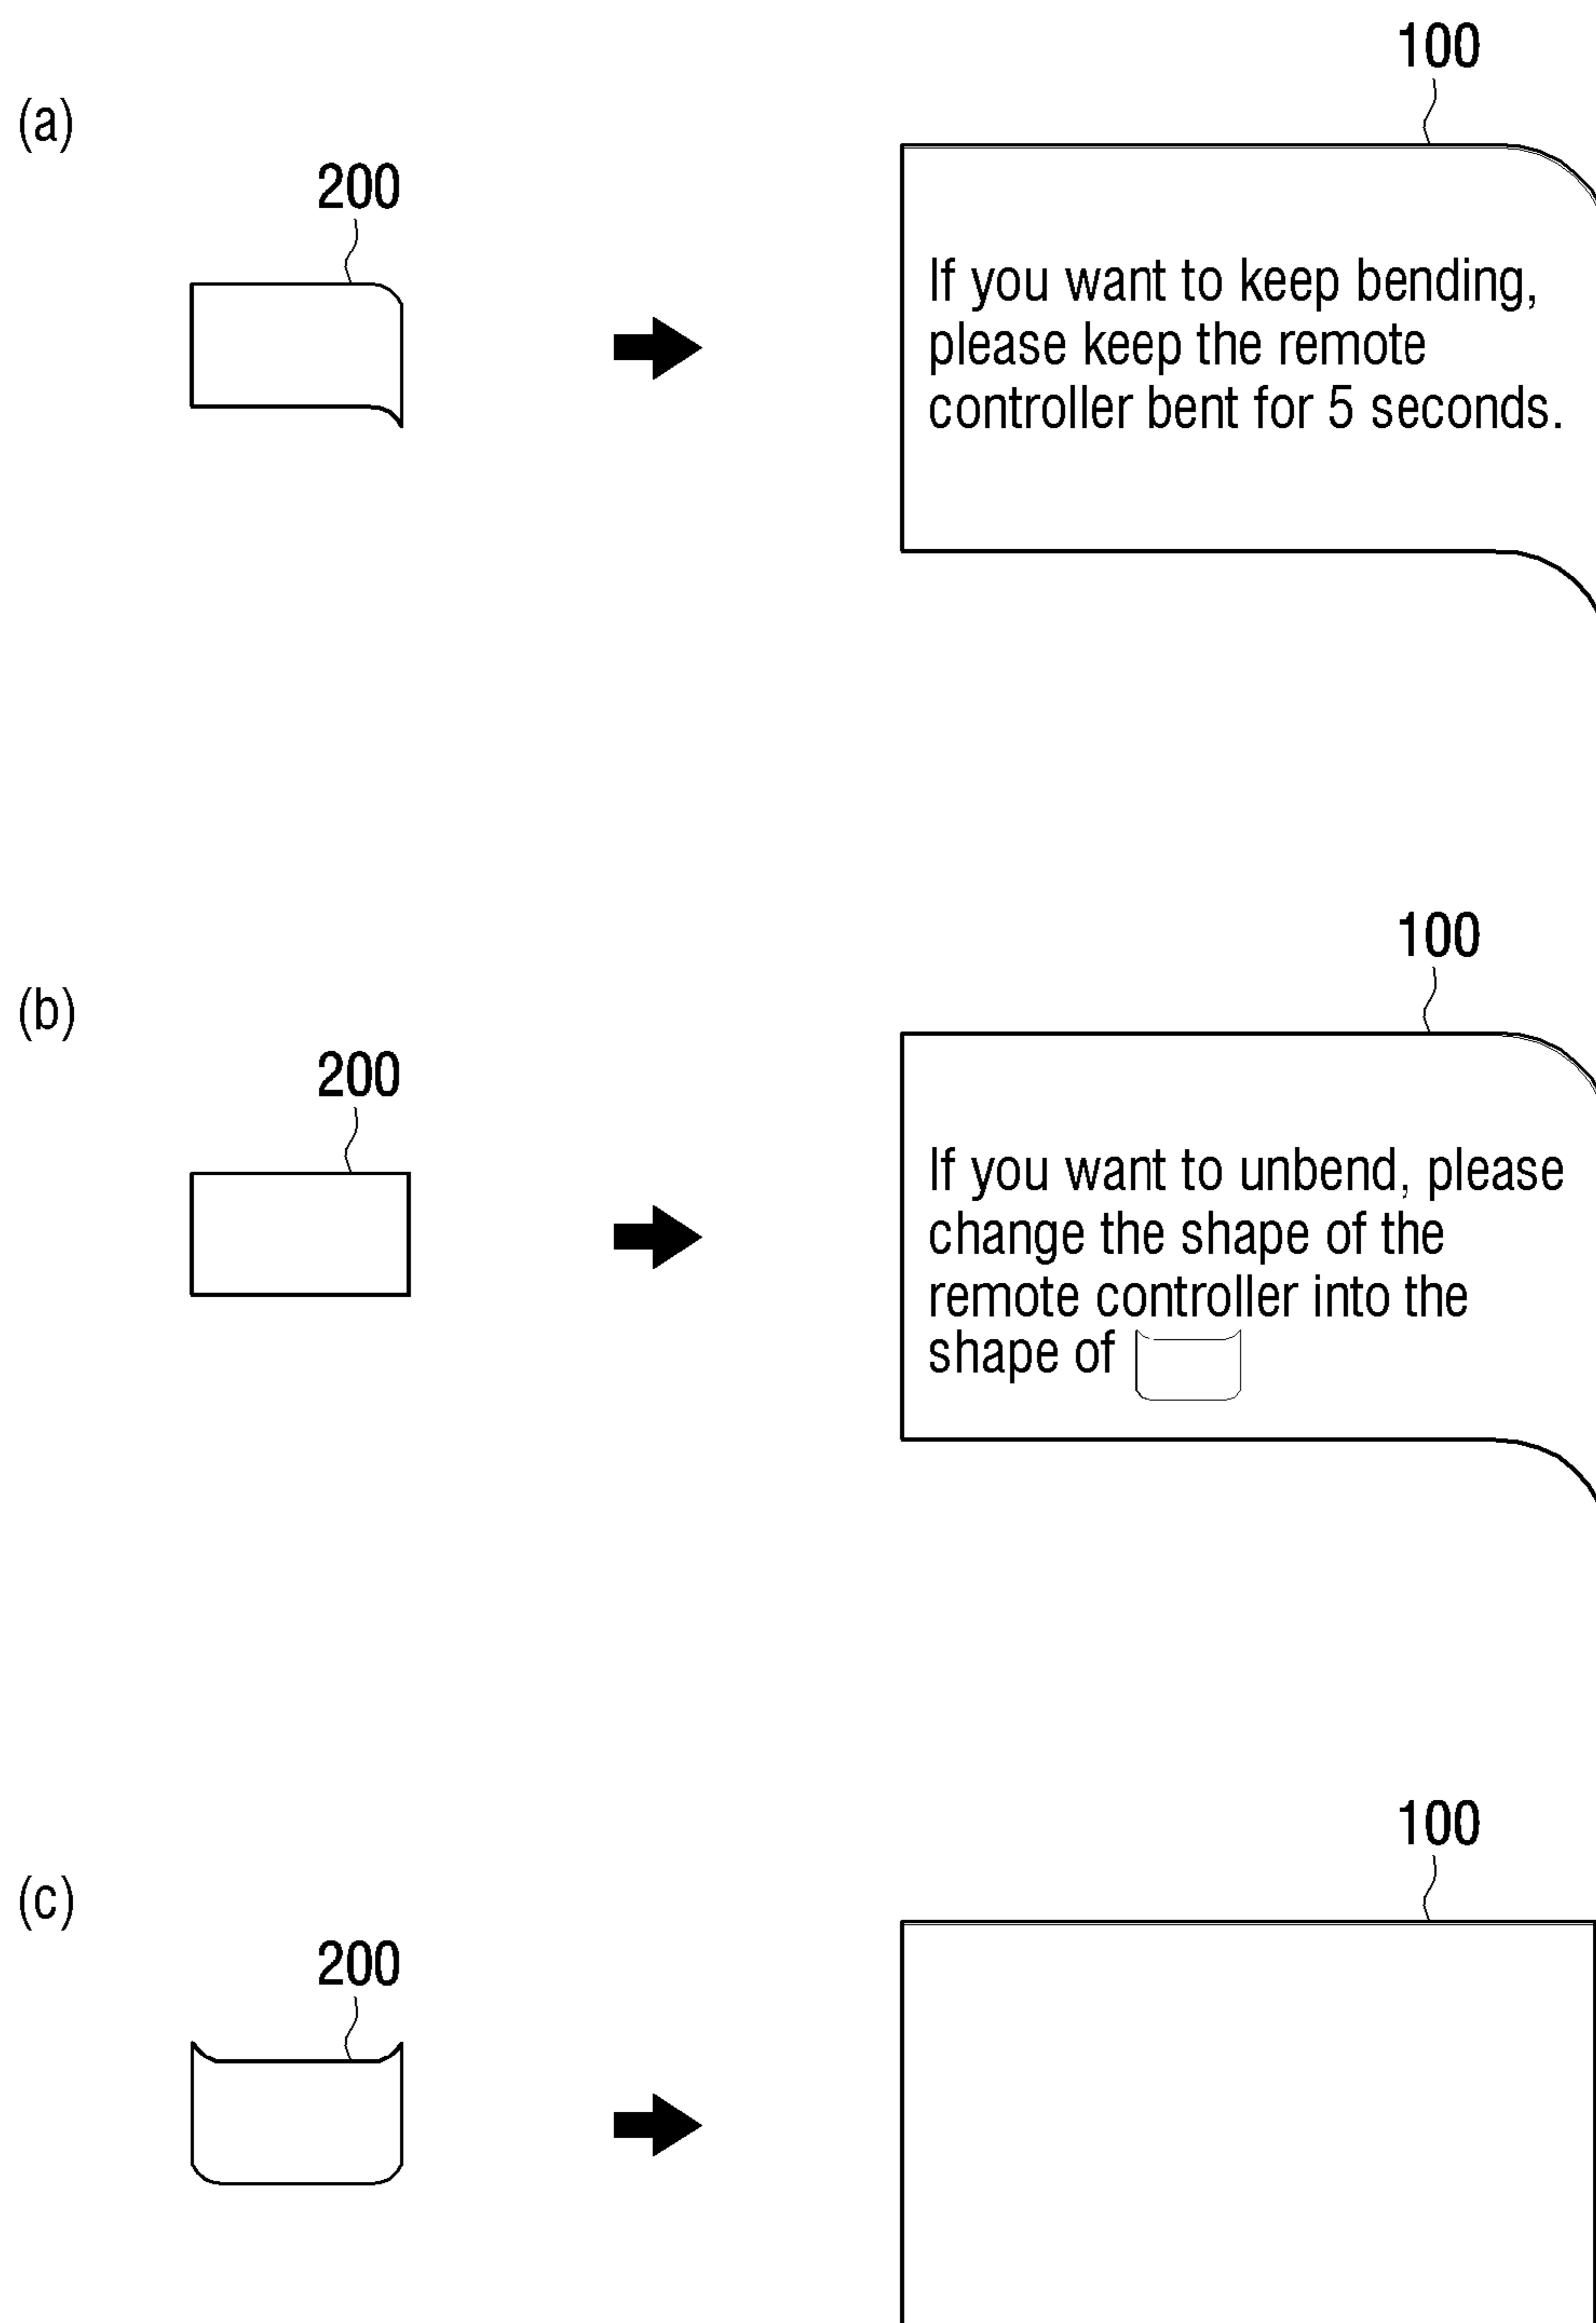 (a)
200
100
If you want to keep bending,
please keep the remote
controller bent for 5 seconds.
(b)
200
100
If you want to unbend, please
change the shape of the
remote controller into the
shape of
(c)
200
100